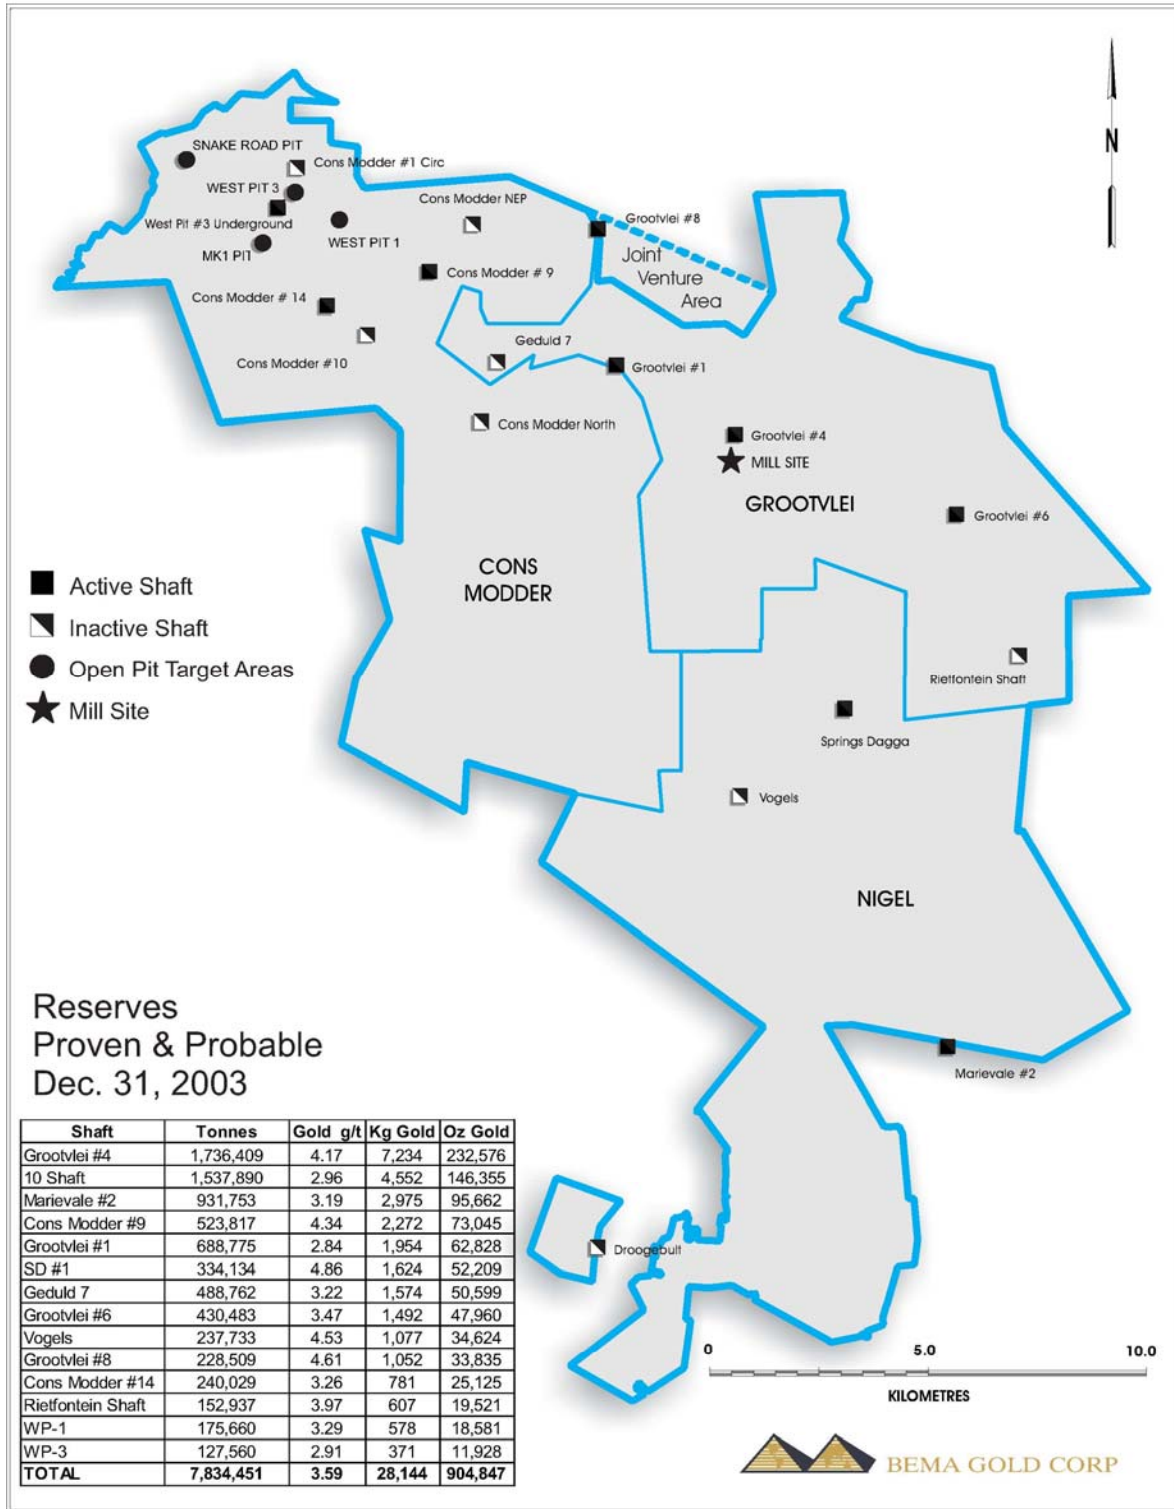 N
SNAKE ROAD PIT
Cons Modder #1 Circ
WEST PIT 3
Cons Modder NEP
West Pit #3 Underground
WEST PIT 1
Grootvlei #8
MK1 PIT
Joint
Venture
Area
Cons Modder # 9
Cons Modder # 14
Geduld 7
Cons Modder #10
Grootvlei #1
Cons Modder North
Grootvlei #4
MILL SITE
GROOTVLEI
Grootvlei #6
CONS
MODDER
Active Shaft
Inactive Shaft
Open Pit Target Areas
Mill Site
Rietfontein Shaft
Springs Dagga
Vogels
NIGEL
Marievale #2
Droogebult
Reserves
Proven & Probable
Dec. 31, 2003
Shaft Tonnes Gold g/t Kg Gold Oz Gold
Grootvlei #4 1,736,409 4.17 7,234 232,576
10 Shaft 1,537,890 2.96 4,552 146,355
Marievale #2 931,753 3.19 2,975 95,662
Cons Modder #9 523,817 4.34 2,272 73,045
Grootvlei #1 688,775 2.84 1,954 62,828
SD #1 334,134 4.86 1,624 52,209
Geduld 7 488,762 3.22 1,574 50,599
Grootvlei #6 430,483 3.47 1,492 47,960
Vogels 237,733 4.53 1,077 34,624
Grootvlei #8 228,509 4.61 1,052 33,835
Cons Modder #14 240,029 3.26 781 25,125
Rietfontein Shaft 152,937 3.97 607 19,521
WP-1 175,660 3.29 578 18,581
WP-3 127,560 2.91 371 11,928
TOTAL 7,834,451 3.59 28,144 904,847
0 5.0 10.0
KILOMETRES
BEMA GOLD CORP